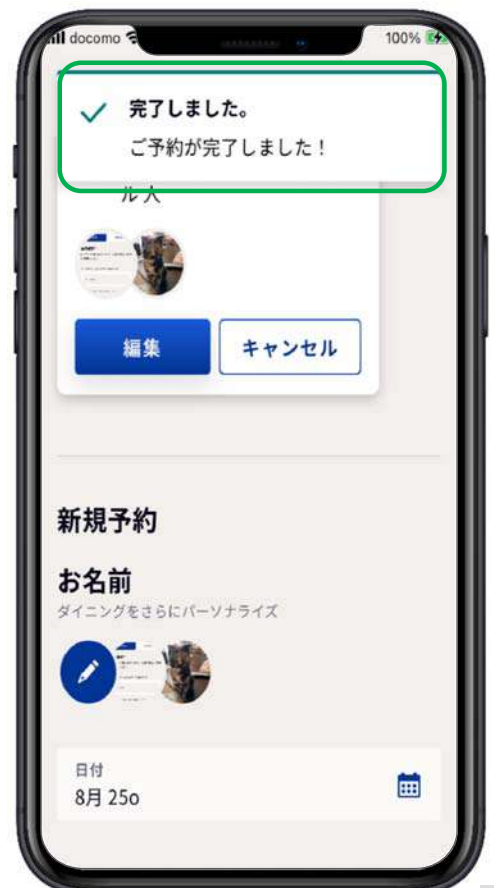 docomo
100%
完了しました。
ご予約が完了しました！
ル 人
編集
キャンセル
新規予約
お名前
ダイニングをさらにパーソナライズ
日付
8月 25o